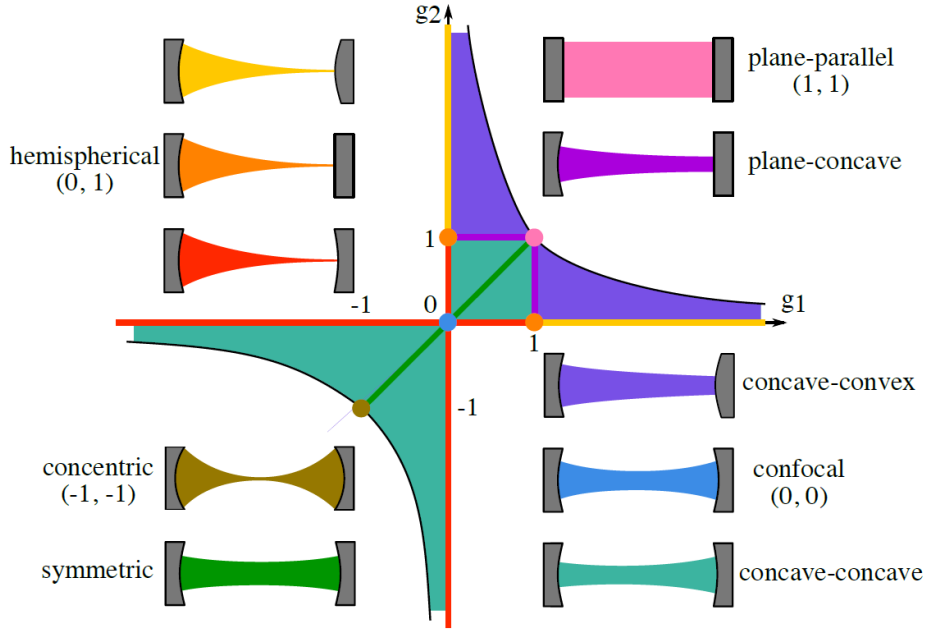 g2
plane-parallel
(1, 1)
hemispherical
(0, 1)
plane-concave
1
-1
0
g1
1
-1
concave-convex
concentric
(-1, -1)
confocal
(0, 0)
symmetric
concave-concave